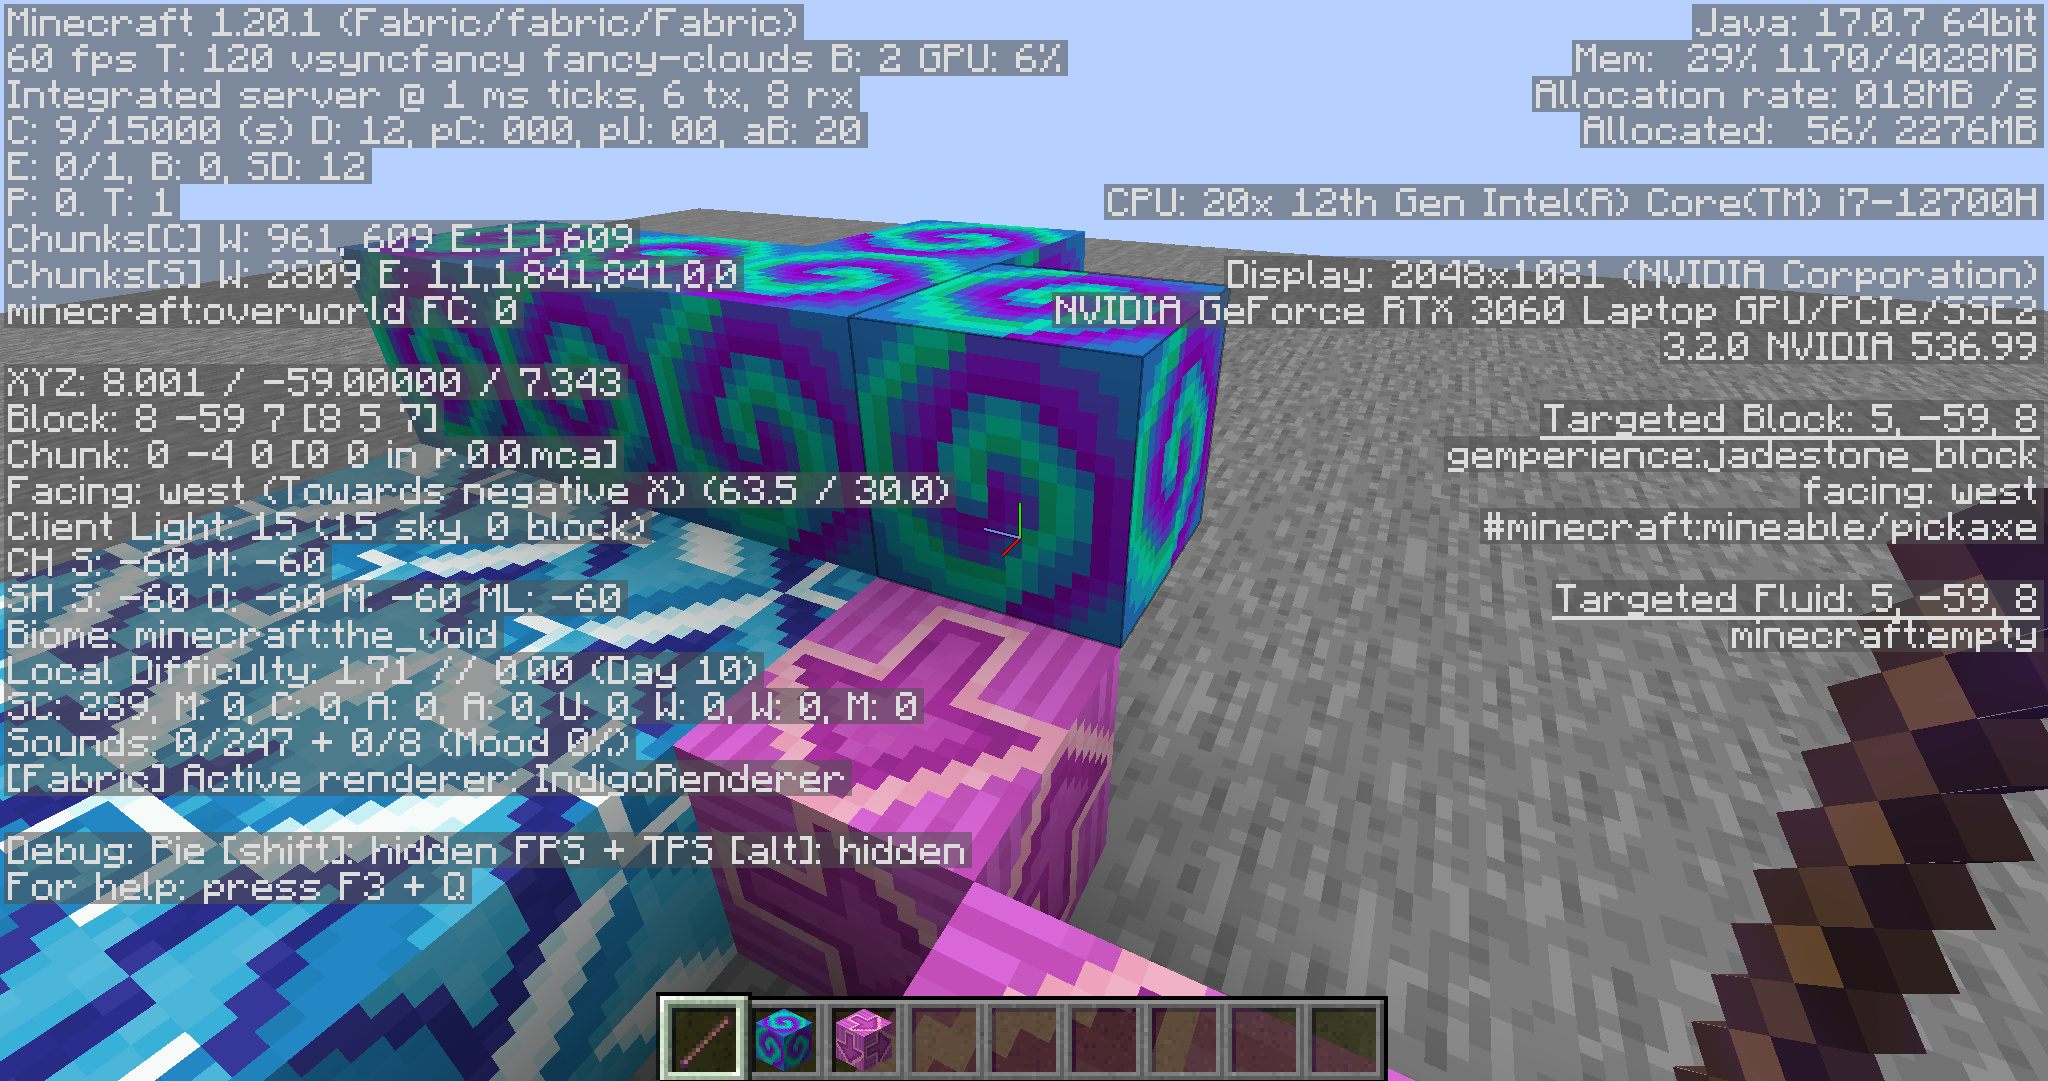 Minecraft 1.20.1 (Fabric/fabric/Fabric)
60 fps T: 120 vsyncfancy fancy-clouds B: 2 GPU: 6%
Integrated server @ 1 ms ticks, 6 tx, 8 rx
C: 9/15000 (s) D: 12, pC: 000, pU: 00, aB: 20
E: 0/1, B: 0, SD: 12
P: 0. T: 1
Chunks[C] W: 961, 609 E: 1,1,609
Chunks[S] W: 2809 E: 1,1,1,841,841,0,0
minecraft:overworld FC: 0
XYZ: 8.001 / -59.00000 / 7.343
Block: 8 -59 7 [8 5 7]
Chunk: 0 -4 0 [0 0 in r.0.0.mca]
Facing: west (Towards negative X) (63.5 / 30.0)
Client Light: 15 (15 sky, 0 block)
CH S: -60 M: -60
SH S: -60 O: -60 M: -60 ML: -60
Biome: minecraft:the_void
Local Difficulty: 1.71 // 0.00 (Day 10)
SC: 289, M: 0, C: 0, A: 0, A: 0, U: 0, W: 0, W: 0, M: 0
Sounds: 0/247 + 0/8 (Mood 0%)
[Fabric] Active renderer: IndigoRenderer
Debug: Pie [shift]: hidden FPS + TPS [alt]: hidden
For help: press F3 + Q
Java: 17.0.7 64bit
Mem: 29% 1170/4028MB
Allocation rate: 018MB /s
Allocated: 56% 2276MB
CPU: 20x 12th Gen Intel(R) Core(TM) i7-12700H
Display: 2048x1081 (NVIDIA Corporation)
NVIDIA GeForce RTX 3060 Laptop GPU/PCIe/SSE2
3.2.0 NVIDIA 536.99
Targeted Block: 5, -59, 8
gemperience:jadestone_block
facing: west
#minecraft:mineable/pickaxe
Targeted Fluid: 5, -59, 8
minecraft:empty